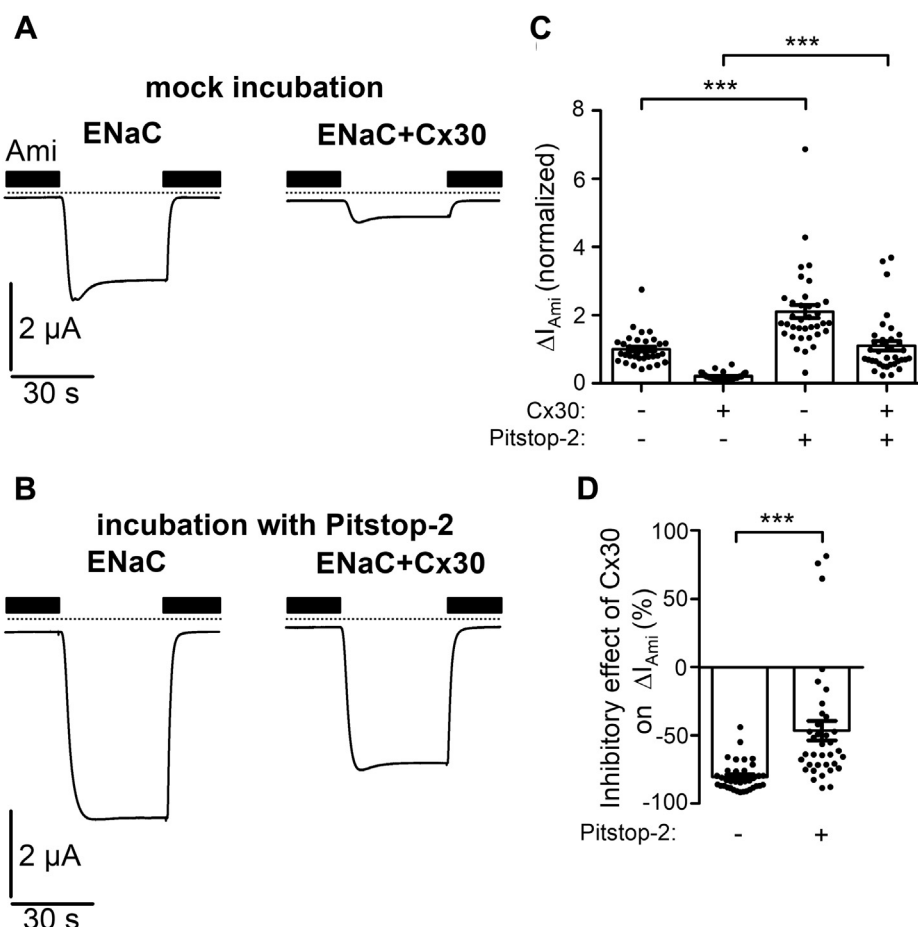 A
mock incubation
ENaC
ENaC+Cx30
Ami
2 µA
30 s
B
incubation with Pitstop-2
ENaC
ENaC+Cx30
2 µA
30 s
C
***
***
ΔI_Ami (normalized)
8
6
4
2
0
Cx30: - + - +
Pitstop-2: - - + +
D
***
Inhibitory effect of Cx30
on ΔI_Ami (%)
100
50
0
-50
-100
Pitstop-2: - +